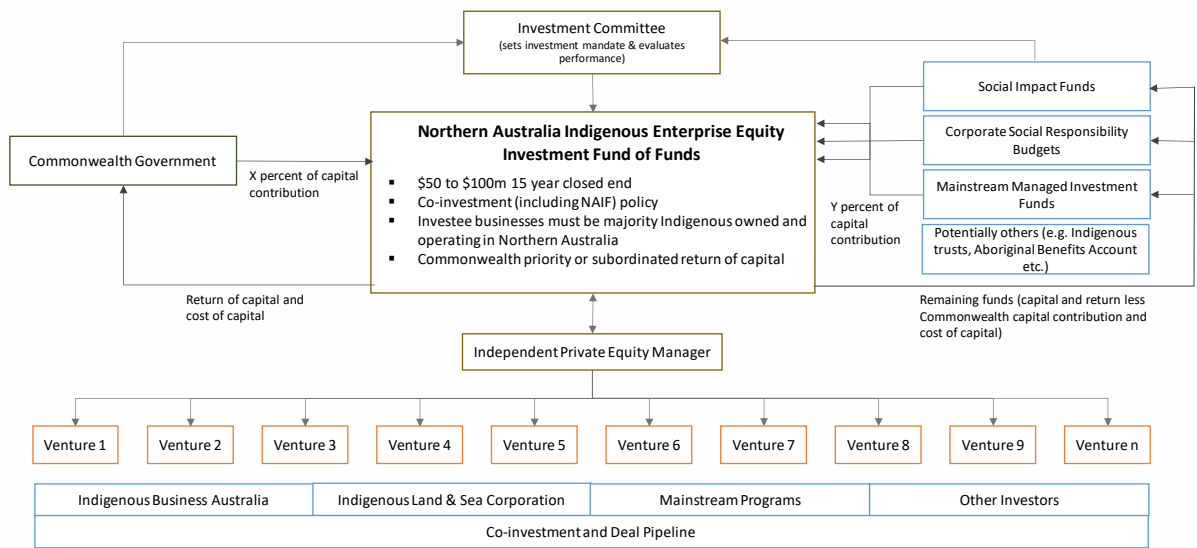 Investment Committee
(sets investment mandate & evaluates
performance)
Social Impact Funds
Northern Australia Indigenous Enterprise Equity
Investment Fund of Funds
Corporate Social Responsibility
Budgets
Commonwealth Government
X percent of capital
contribution
▪ $50 to $100m 15 year closed end
▪ Co-investment (including NAIF) policy
▪ Investee businesses must be majority Indigenous owned and
operating in Northern Australia
▪ Commonwealth priority or subordinated return of capital
Mainstream Managed Investment
Funds
Y percent of
capital
contribution
Potentially others (e.g. Indigenous
trusts, Aboriginal Benefits Account
etc.)
Return of capital and
cost of capital
Remaining funds (capital and return less
Commonwealth capital contribution and
cost of capital)
Independent Private Equity Manager
Venture 1
Venture 2
Venture 3
Venture 4
Venture 5
Venture 6
Venture 7
Venture 8
Venture 9
Venture n
Indigenous Business Australia
Indigenous Land & Sea Corporation
Mainstream Programs
Other Investors
Co-investment and Deal Pipeline